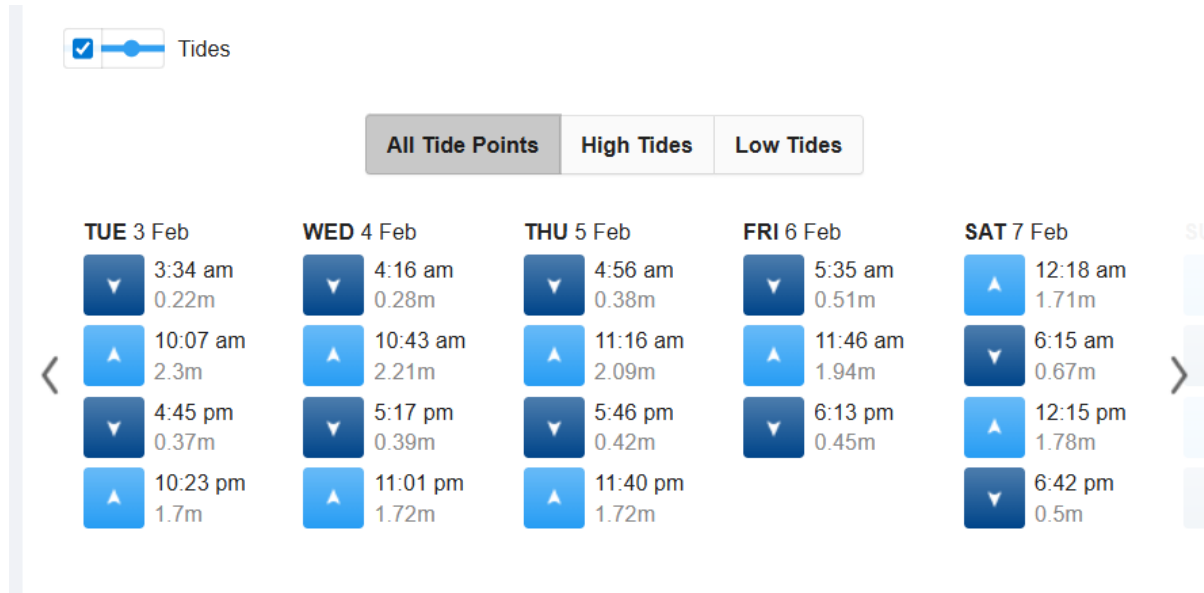 Tides
All Tide Points
High Tides
Low Tides
TUE 3 Feb
3:34 am
0.22m
10:07 am
2.3m
4:45 pm
0.37m
10:23 pm
1.7m
WED 4 Feb
4:16 am
0.28m
10:43 am
2.21m
5:17 pm
0.39m
11:01 pm
1.72m
THU 5 Feb
4:56 am
0.38m
11:16 am
2.09m
5:46 pm
0.42m
11:40 pm
1.72m
FRI 6 Feb
5:35 am
0.51m
11:46 am
1.94m
6:13 pm
0.45m
SAT 7 Feb
12:18 am
1.71m
6:15 am
0.67m
12:15 pm
1.78m
6:42 pm
0.5m